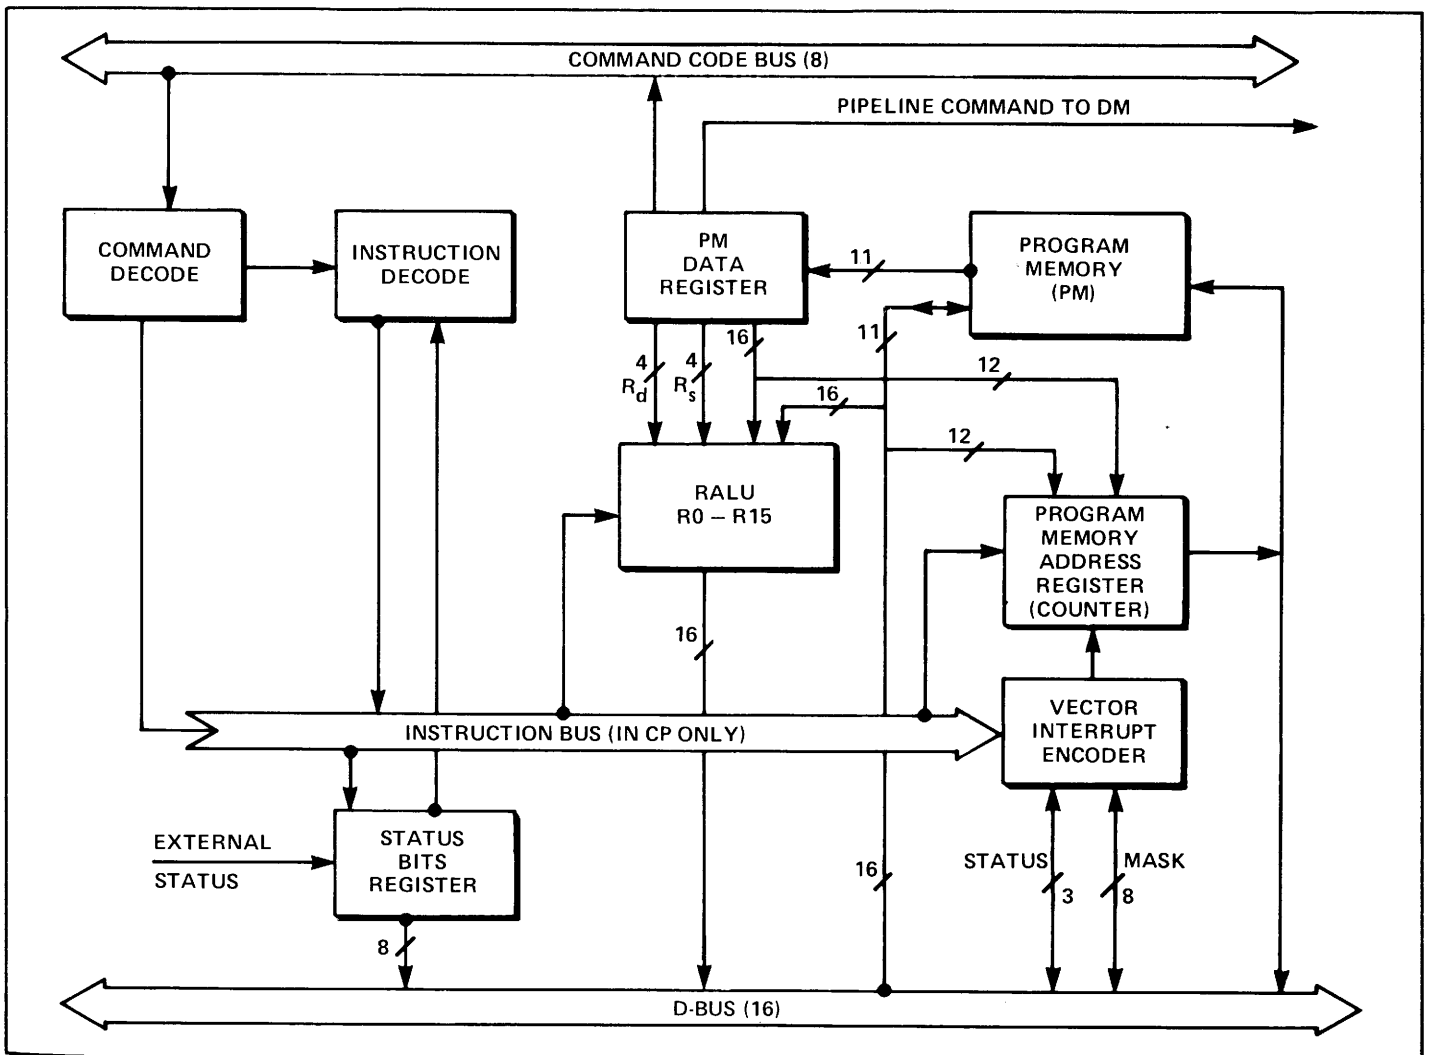 COMMAND CODE BUS (8)
PIPELINE COMMAND TO DM
COMMAND
DECODE
INSTRUCTION
DECODE
PM
DATA
REGISTER
11
PROGRAM
MEMORY
(PM)
11
4
Rd
4
Rs
16
12
16
12
RALU
R0 – R15
PROGRAM
MEMORY
ADDRESS
REGISTER
(COUNTER)
16
INSTRUCTION BUS (IN CP ONLY)
VECTOR
INTERRUPT
ENCODER
EXTERNAL
STATUS
STATUS
BITS
REGISTER
8
16
STATUS
3
MASK
8
D-BUS (16)